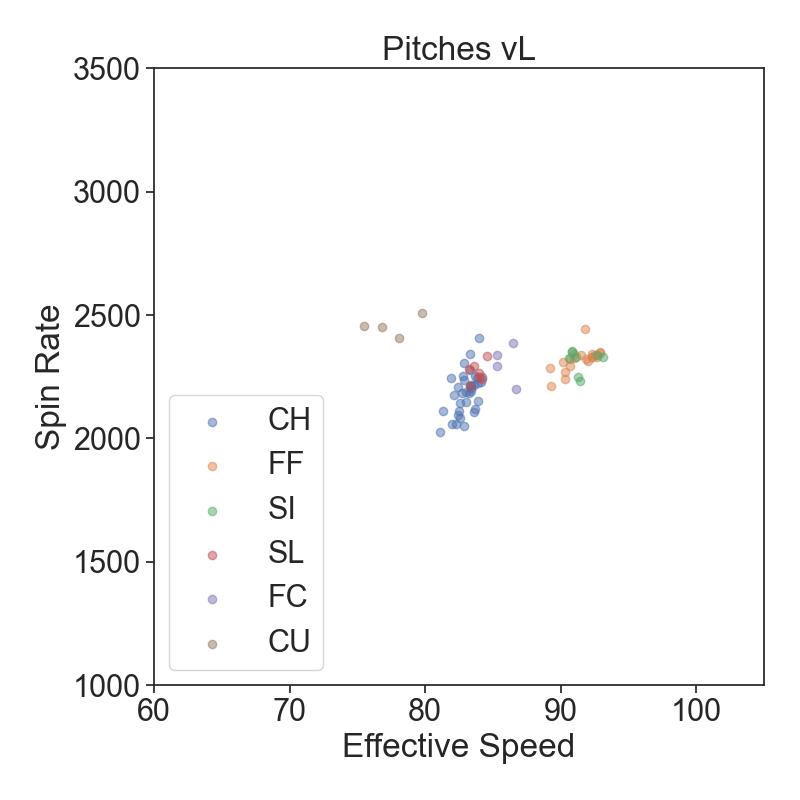 Pitches vL
3500
3000
2500
2000
1500
1000
Spin Rate
CH
FF
SI
SL
FC
CU
60 70 80 90 100
Effective Speed